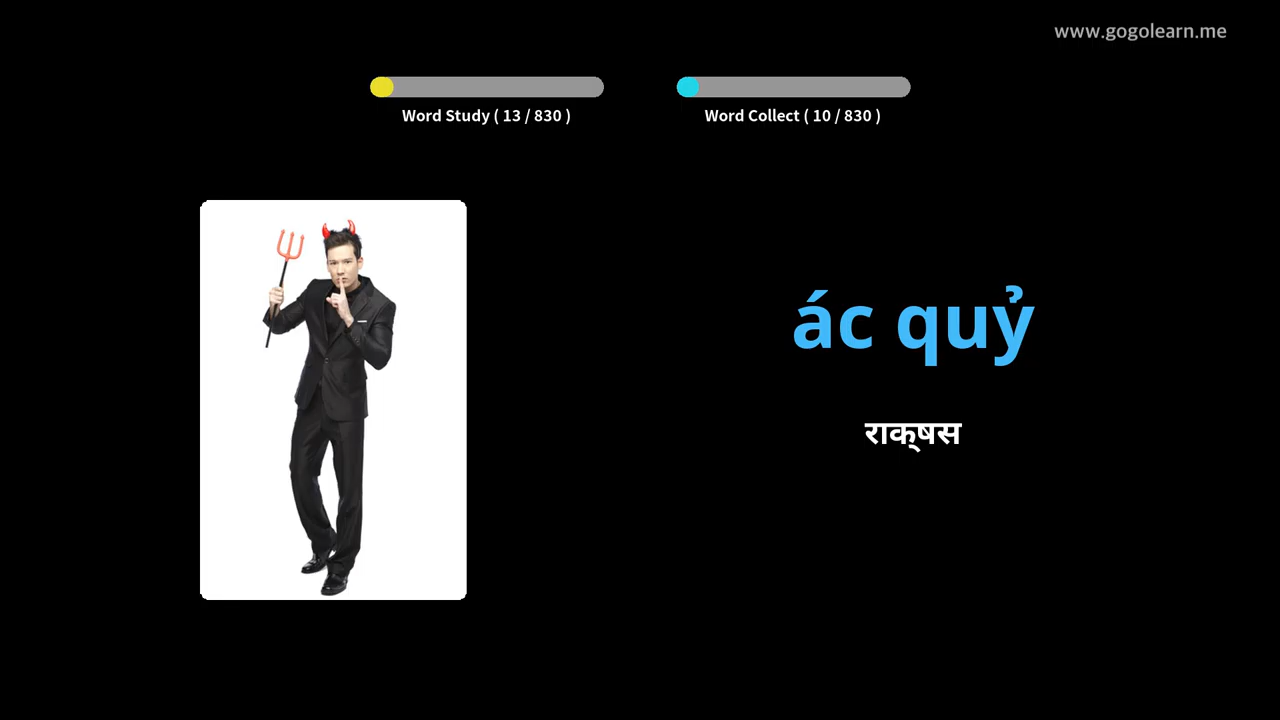 www.gogolearn.me
Word Study ( 13 / 830 )
Word Collect ( 10 / 830 )
ác quỷ
राक्षस